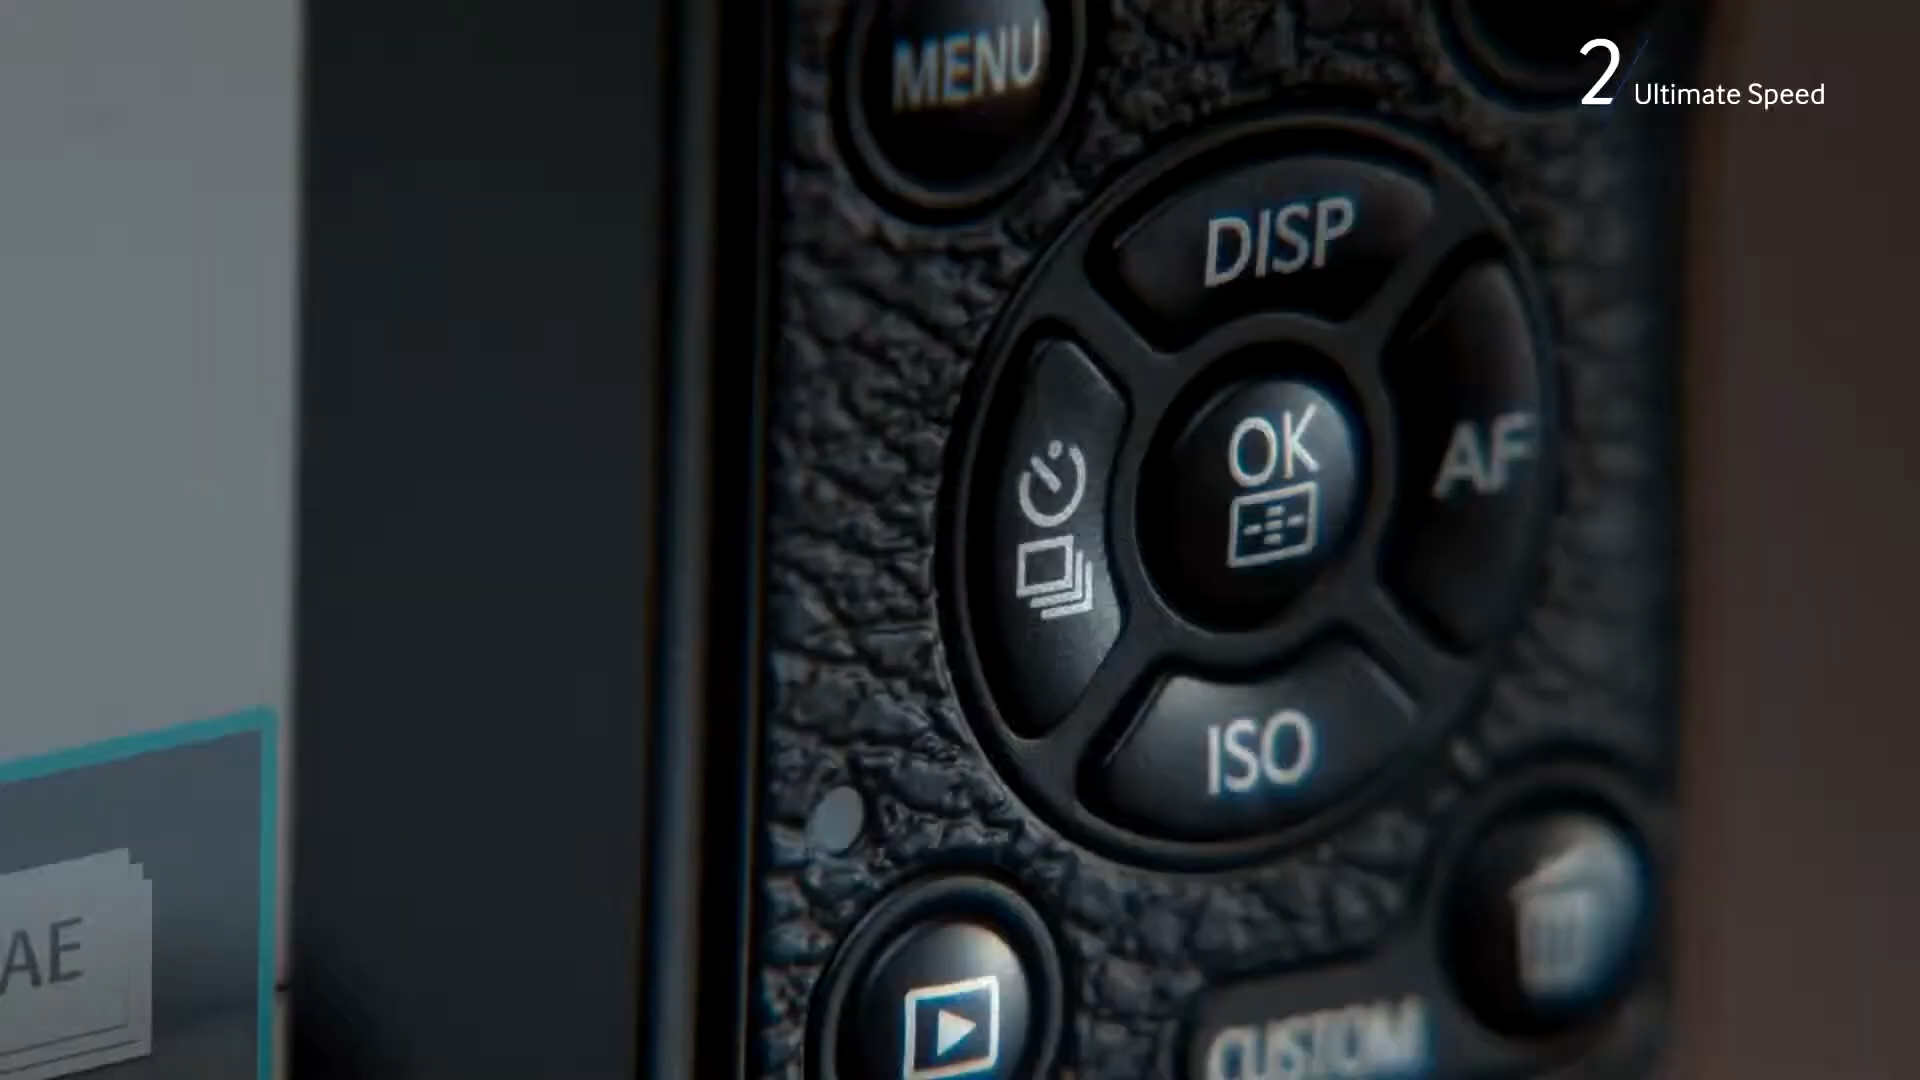 2 Ultimate Speed
MENU
DISP
OK
AF
ISO
AE
CUSTOM